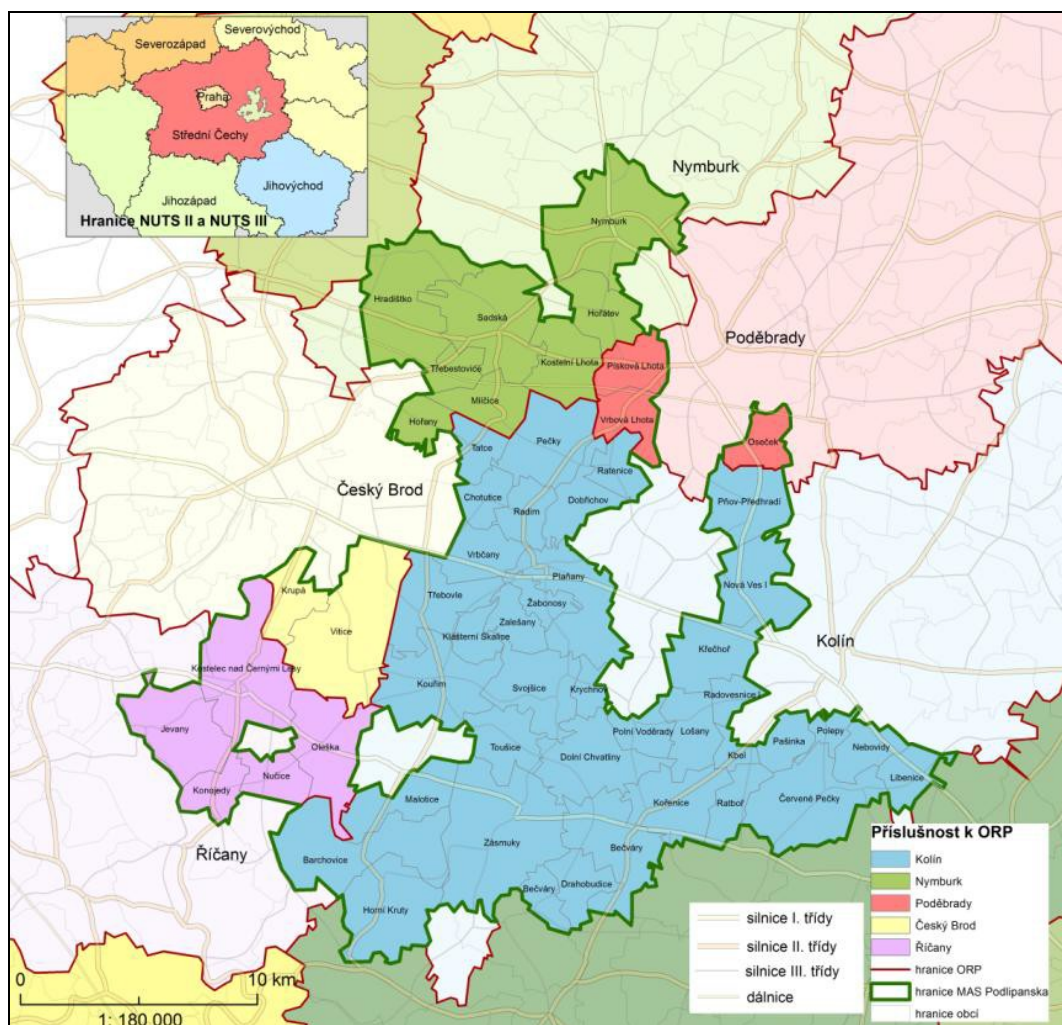 Severozápad
Severovýchod
Praha
Střední Čechy
Jihovýchod
Jihozápad
Hranice NUTS II a NUTS III
Nymburk
Nymburk
Hradištko
Sadská
Hořátev
Poděbrady
Kostelní Lhota
Písková Lhota
Třebestovice
Milčice
Vrbová Lhota
Hořany
Oseček
Tatce
Pečky
Ratenice
Český Brod
Chotutice
Dobřichov
Pňov-Předhradí
Radim
Vrbčany
Plaňany
Nová Ves I
Krupá
Třebovle
Žabonosy
Vitice
Zalešany
Klášterní Skalice
Křečhoř
Kolín
Kostelec nad Černými Lesy
Kouřim
Svojšice
Krychnov
Radovesnice I
Jevany
Oleška
Polní Voděrady
Lošany
Polepy
Toušice
Dolní Chvatliny
Kbel
Pašinka
Nebovidy
Nučice
Libenice
Konojedy
Malotice
Kořenice
Ratboř
Červené Pečky
Říčany
Barchovice
Zásmuky
Bečváry
Bečváry
Drahobudice
Horní Kruty
Příslušnost k ORP
Kolín
Nymburk
Poděbrady
Český Brod
Říčany
hranice ORP
hranice MAS Podlipanska
hranice obcí
silnice I. třídy
silnice II. třídy
silnice III. třídy
dálnice
0 10 km
1: 180 000